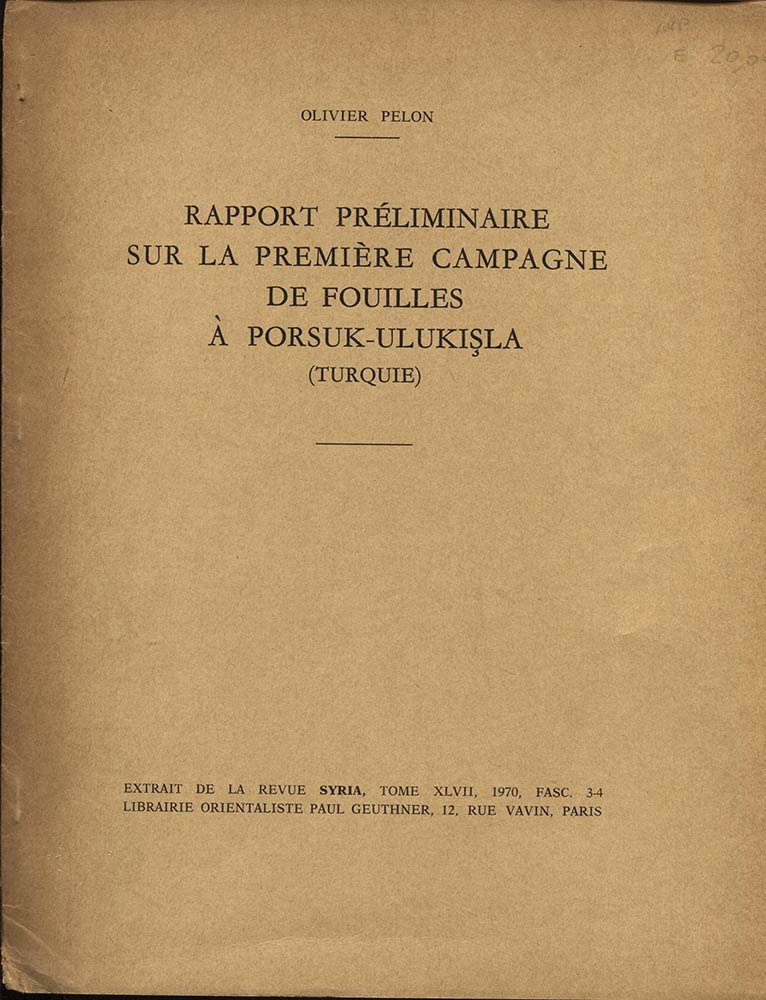 OLIVIER PELON
RAPPORT PRÉLIMINAIRE
SUR LA PREMIÈRE CAMPAGNE
DE FOUILLES
À PORSUK-ULUKIŞLA
(TURQUIE)
EXTRAIT DE LA REVUE SYRIA, TOME XLVII, 1970, FASC. 3-4
LIBRAIRIE ORIENTALISTE PAUL GEUTHNER, 12, RUE VAVIN, PARIS